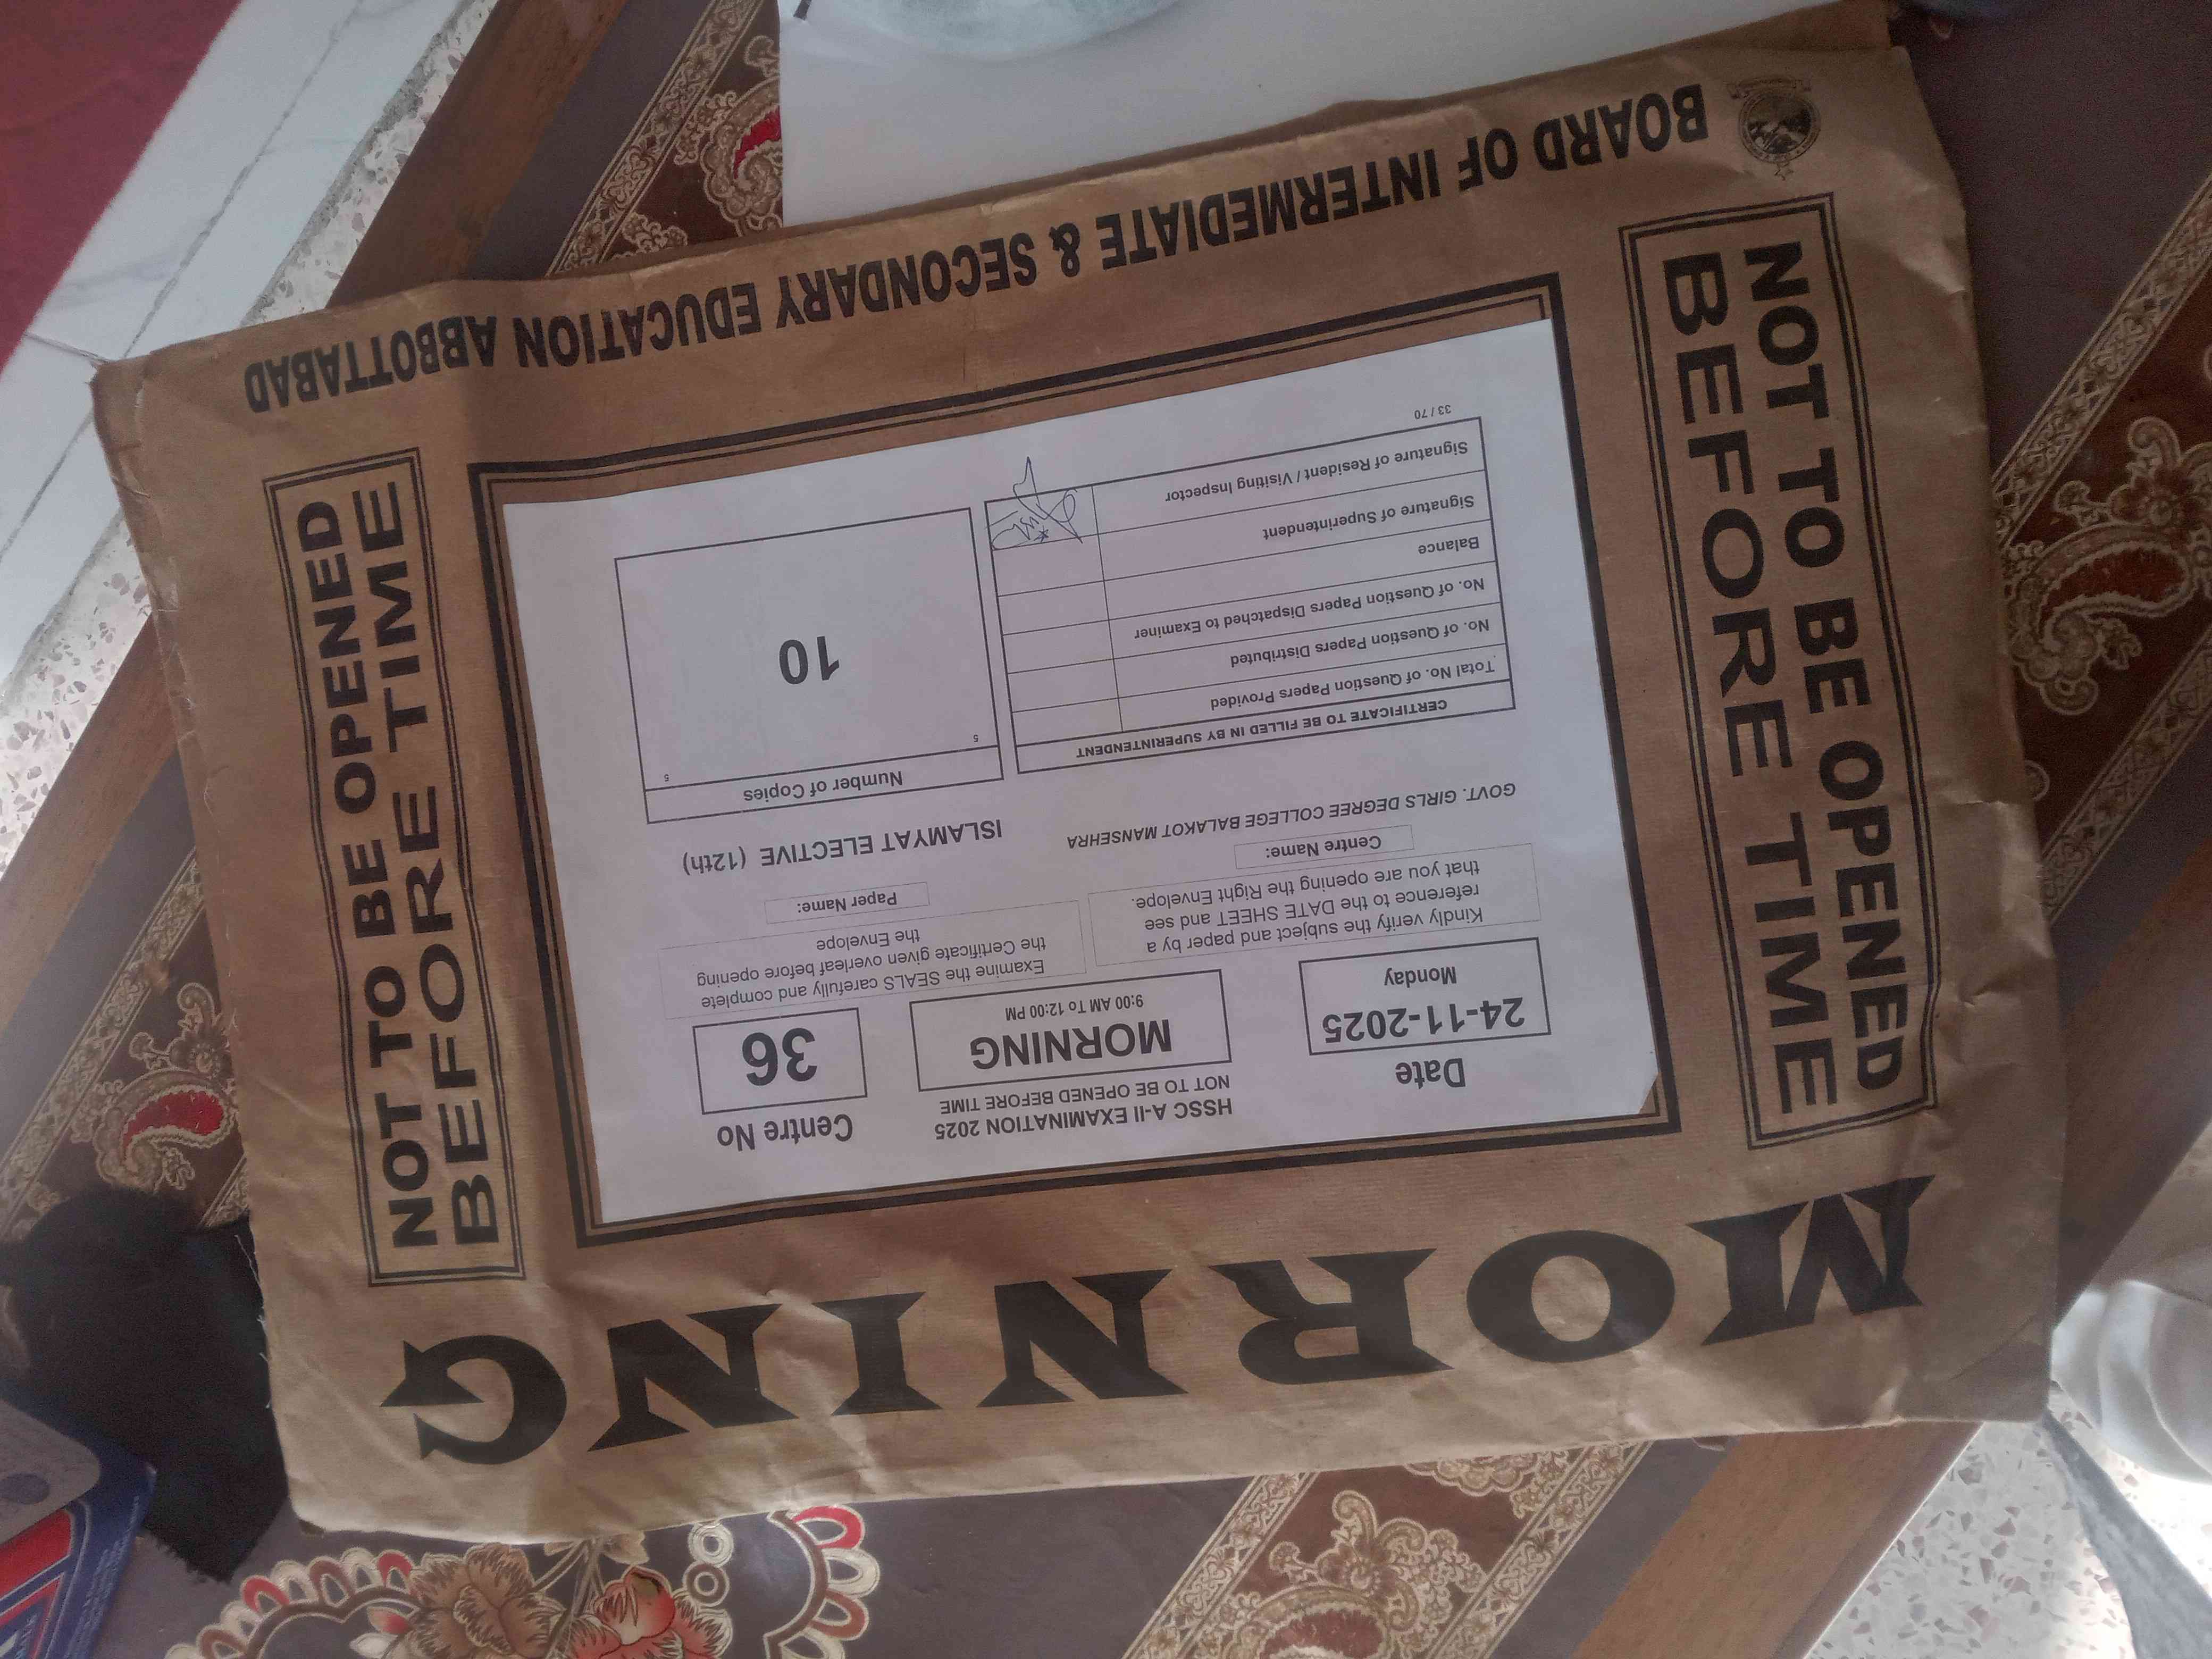 MORNING
NOT TO BE OPENED
BEFORE TIME
HSSC A-II EXAMINATION 2025
NOT TO BE OPENED BEFORE TIME
Date
24-11-2025
Monday
MORNING
9:00 AM To 12:00 PM
Centre No
36
Kindly verify the subject and paper by a
reference to the DATE SHEET and see
that you are opening the Right Envelope.
Examine the SEALS carefully and complete
the Certificate given overleaf before opening
the Envelope
Centre Name:
GOVT. GIRLS DEGREE COLLEGE BALAKOT MANSEHRA
Paper Name:
ISLAMYAT ELECTIVE (12th)
CERTIFICATE TO BE FILLED IN BY SUPERINTENDENT
Total No. of Question Papers Provided
No. of Question Papers Distributed
No. of Question Papers Dispatched to Examiner
Balance
Signature of Superintendent
Signature of Resident / Visiting Inspector
33 / 70
Number of Copies
5 5
10
NOT TO BE OPENED
BEFORE TIME
BOARD OF INTERMEDIATE & SECONDARY EDUCATION ABBOTTABAD